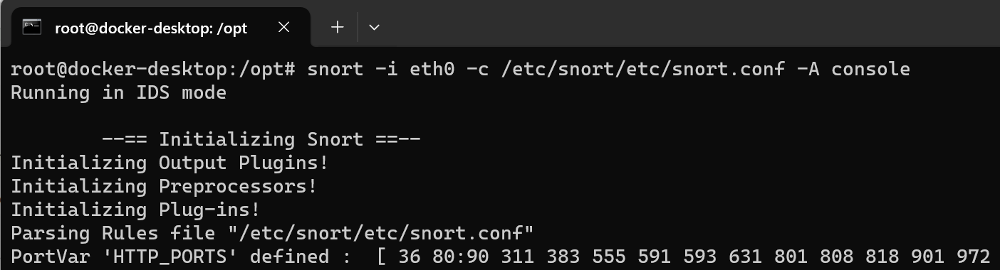 root@docker-desktop: /opt
root@docker-desktop:/opt# snort -i eth0 -c /etc/snort/etc/snort.conf -A console
Running in IDS mode
--== Initializing Snort ==--
Initializing Output Plugins!
Initializing Preprocessors!
Initializing Plug-ins!
Parsing Rules file "/etc/snort/etc/snort.conf"
PortVar 'HTTP_PORTS' defined :  [ 36 80:90 311 383 555 591 593 631 801 808 818 901 972